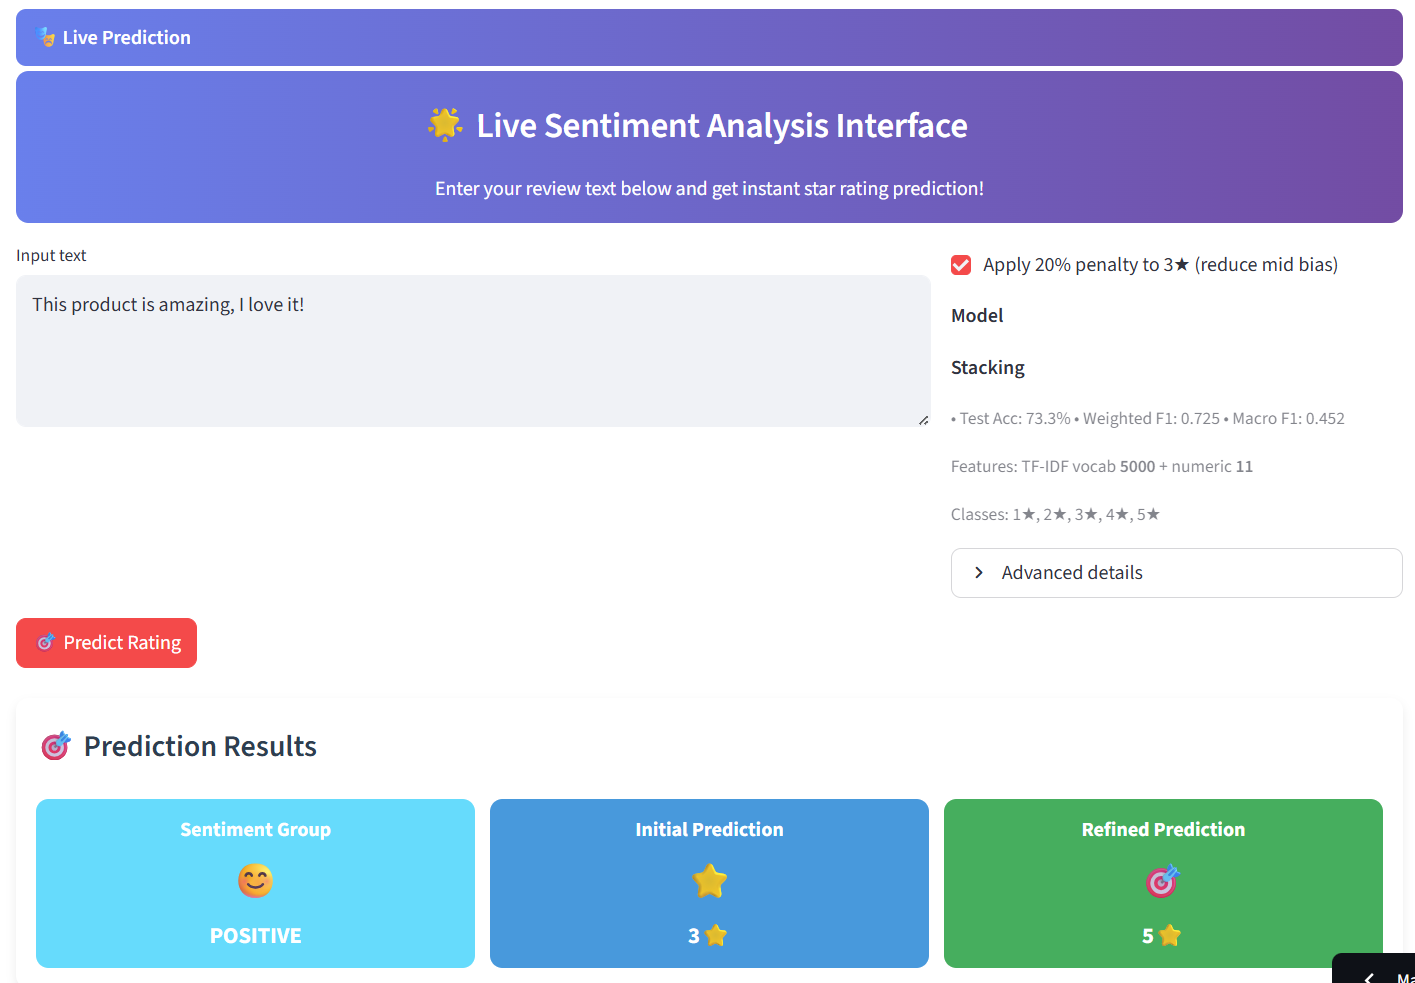 Live Prediction
Live Sentiment Analysis Interface
Enter your review text below and get instant star rating prediction!
Input text
This product is amazing, I love it!
Apply 20% penalty to 3★ (reduce mid bias)
Model
Stacking
• Test Acc: 73.3% • Weighted F1: 0.725 • Macro F1: 0.452
Features: TF-IDF vocab 5000 + numeric 11
Classes: 1★, 2★, 3★, 4★, 5★
Advanced details
Predict Rating
Prediction Results
Sentiment Group
POSITIVE
Initial Prediction
3
Refined Prediction
5